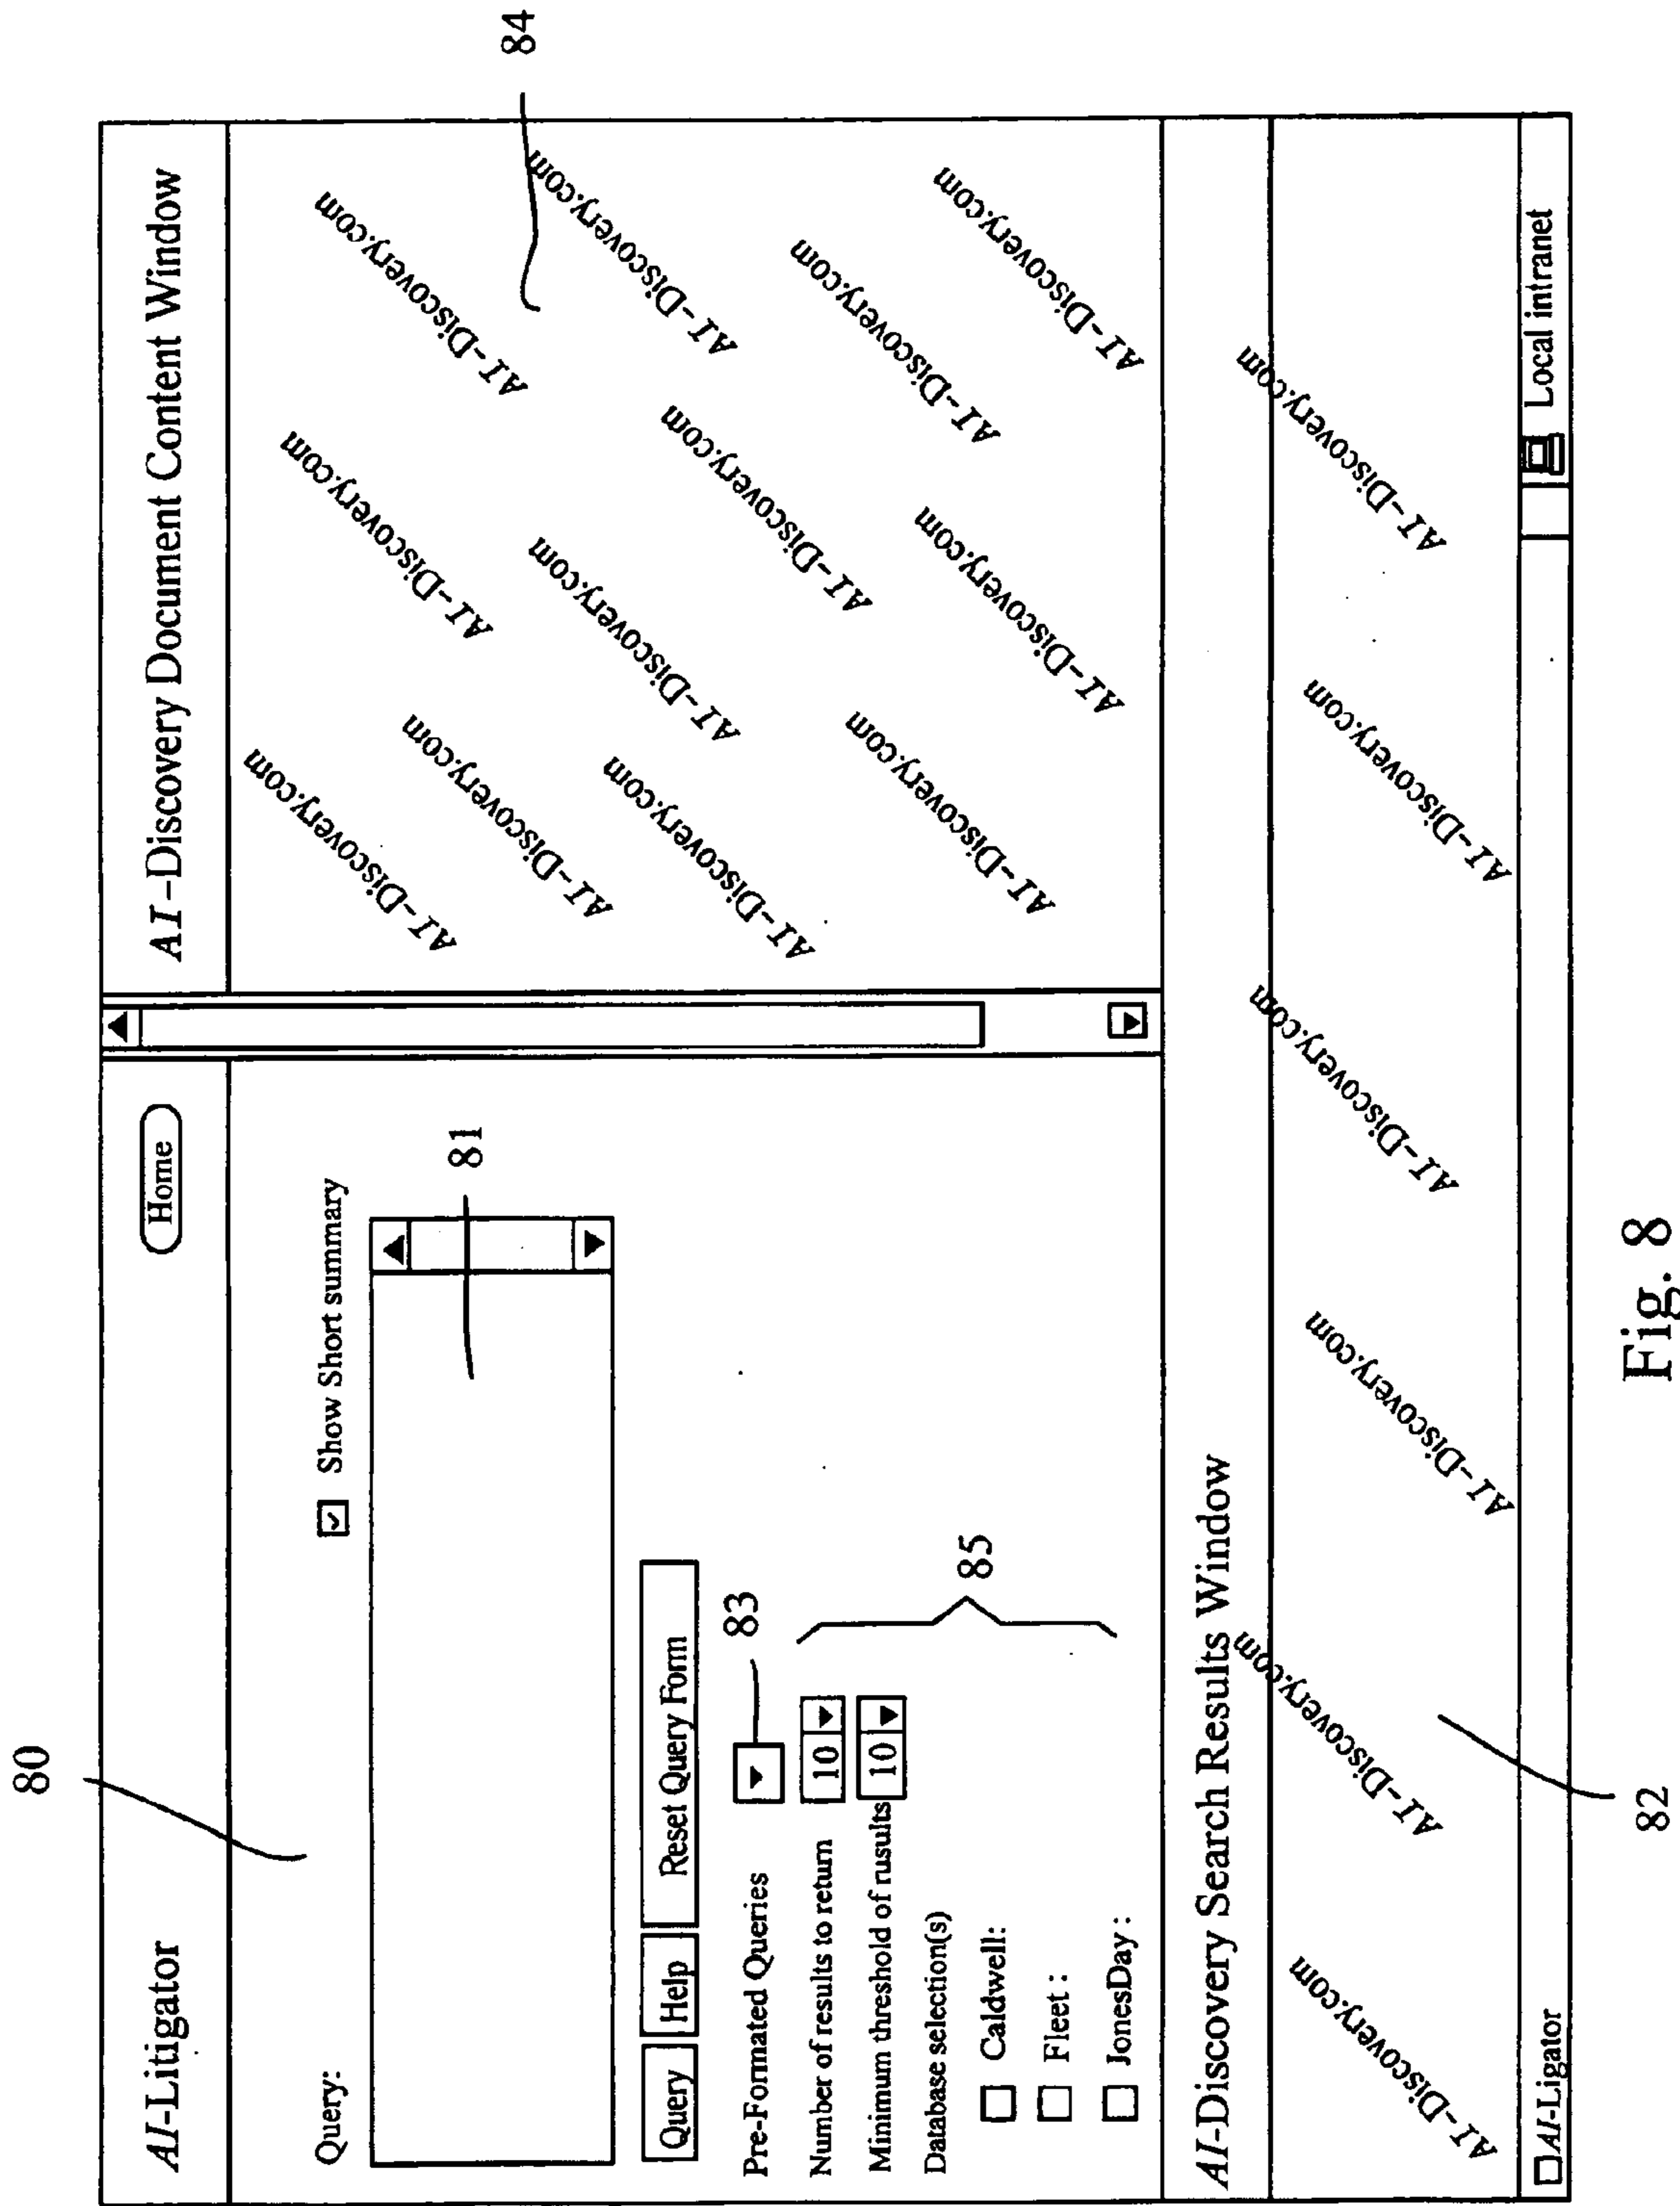 80
AI-Litigator
Home
Query:
Show Short summary
81
Query
Help
Reset Query Form
Pre-Formated Queries
83
Number of results to return 10
Minimum threshold of rusults 10
85
Database selection(s)
Caldwell:
Fleet :
JonesDay :
AI-Discovery Document Content Window
84
AI-Discovery.com
AI-Discovery.com
AI-Discovery.com
AI-Discovery.com
AI-Discovery.com
AI-Discovery.com
AI-Discovery.com
AI-Discovery.com
AI-Discovery.com
AI-Discovery.com
AI-Discovery.com
AI-Discovery.com
AI-Discovery Search Results Window
AI-Discovery.com
AI-Discovery.com
AI-Discovery.com
AI-Discovery.com
AI-Discovery.com
AI-Discovery.com
AI-Ligator
Local intranet
82
Fig. 8